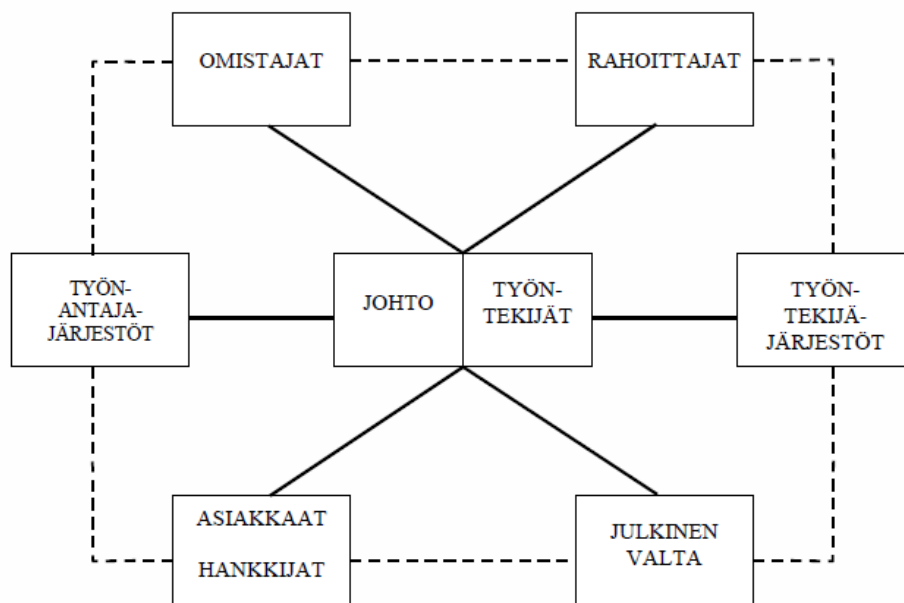 OMISTAJAT
RAHOITTAJAT
TYÖN-
ANTAJA-
JÄRJESTÖT
JOHTO
TYÖN-
TEKIJÄT
TYÖN-
TEKIJÄ-
JÄRJESTÖT
ASIAKKAAT
HANKKIJAT
JULKINEN
VALTA